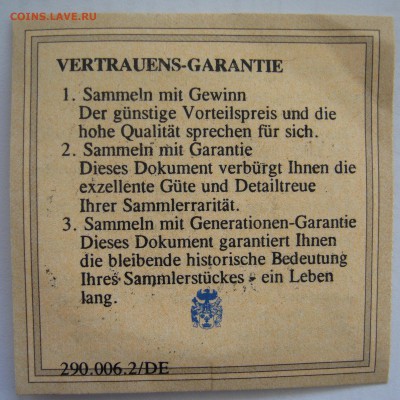 COINS.LAVE.RU
VERTRAUENS-GARANTIE
1. Sammeln mit Gewinn
Der günstige Vorteilspreis und die
hohe Qualität sprechen für sich.
2. Sammeln mit Garantie
Dieses Dokument verbürgt Ihnen die
exzellente Güte und Detailtreue
Ihrer Sammlerrarität.
3. Sammeln mit Generationen-Garantie
Dieses Dokument garantiert Ihnen
die bleibende historische Bedeutung
Ihres Sammlerstückes - ein Leben
lang.
290.006.2/DE